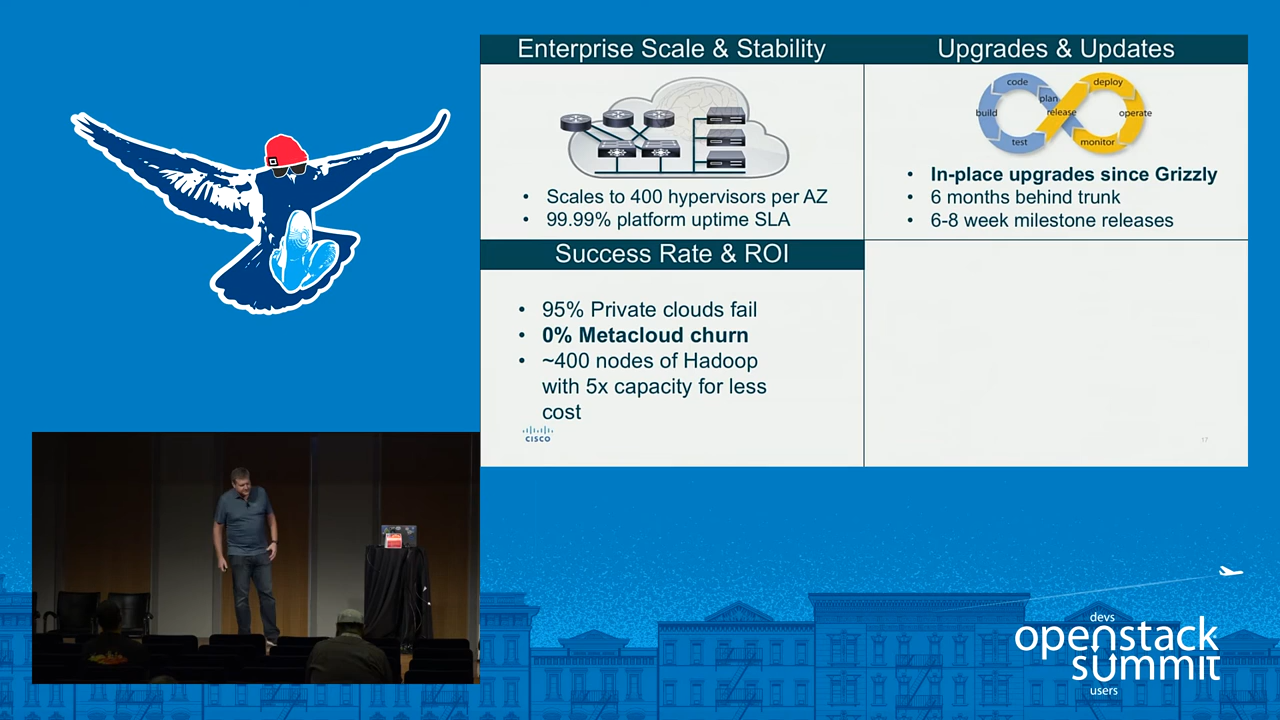 Enterprise Scale & Stability
• Scales to 400 hypervisors per AZ
• 99.99% platform uptime SLA
Upgrades & Updates
code
deploy
plan
build
release
operate
test
monitor
• In-place upgrades since Grizzly
• 6 months behind trunk
• 6-8 week milestone releases
Success Rate & ROI
• 95% Private clouds fail
• 0% Metacloud churn
• ~400 nodes of Hadoop
with 5x capacity for less
cost
CISCO
17
devs
openstack
summit
users